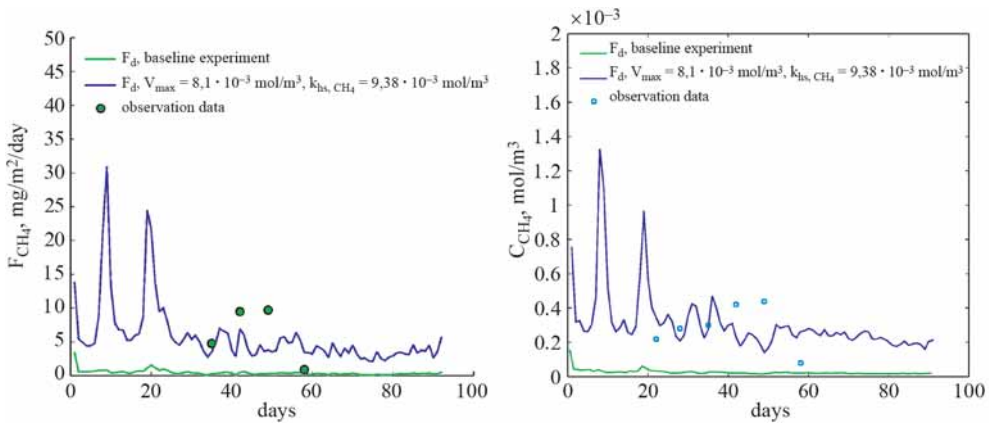 50
45
40
35
30
25
20
15
10
5
0
F_CH₄, mg/m²/day
F_d, baseline experiment
F_d, V_max = 8,1 · 10⁻³ mol/m³, k_hs, CH₄ = 9,38 · 10⁻³ mol/m³
observation data
0 20 40 60 80 100
days
×10⁻³
2
1.8
1.6
1.4
1.2
1
0.8
0.6
0.4
0.2
0
C_CH₄, mol/m³
F_d, baseline experiment
F_d, V_max = 8,1 · 10⁻³ mol/m³, k_hs, CH₄ = 9,38 · 10⁻³ mol/m³
observation data
0 20 40 60 80 100
days